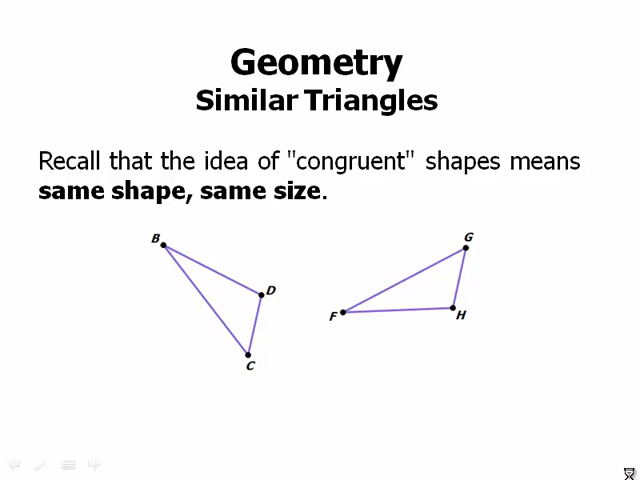 Geometry
Similar Triangles
Recall that the idea of "congruent" shapes means
same shape, same size.
B
D
C
G
F
H